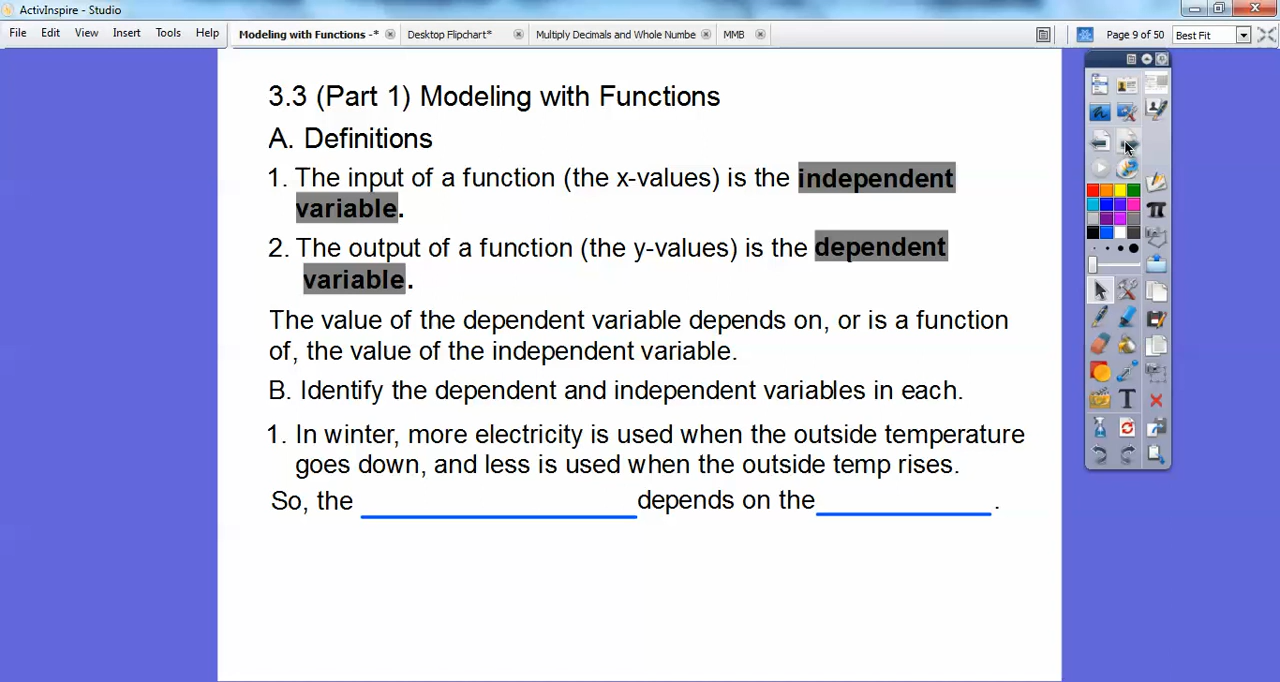 ActivInspire - Studio
File Edit View Insert Tools Help
Modeling with Functions -* Desktop Flipchart* Multiply Decimals and Whole Numbe MMB
Page 9 of 50 Best Fit
3.3 (Part 1) Modeling with Functions
A. Definitions
1. The input of a function (the x-values) is the independent
variable.
2. The output of a function (the y-values) is the dependent
variable.
The value of the dependent variable depends on, or is a function
of, the value of the independent variable.
B. Identify the dependent and independent variables in each.
1. In winter, more electricity is used when the outside temperature
goes down, and less is used when the outside temp rises.
So, the depends on the .